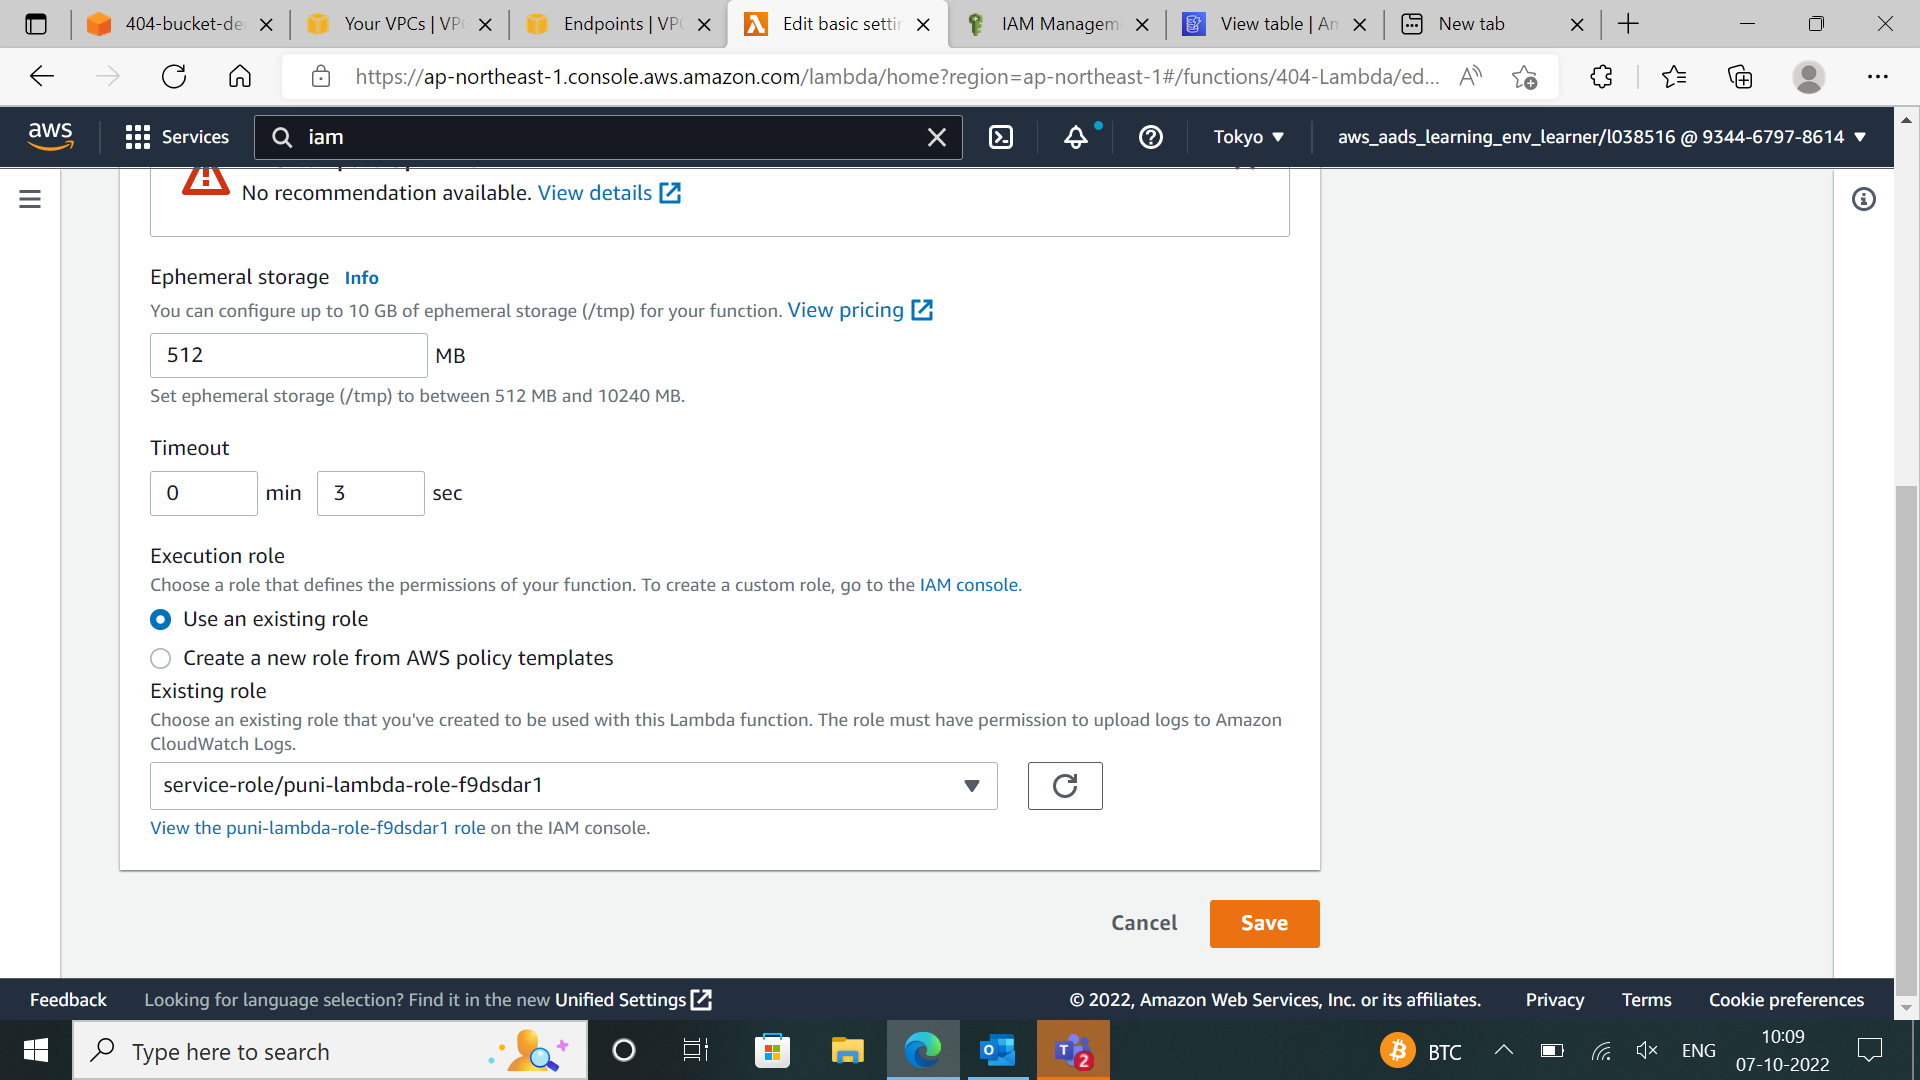 404-bucket-de
Your VPCs | VPC
Endpoints | VPC
Edit basic settin
IAM Managem
View table | Am
New tab
https://ap-northeast-1.console.aws.amazon.com/lambda/home?region=ap-northeast-1#/functions/404-Lambda/ed...
aws
Services
iam
Tokyo
aws_aads_learning_env_learner/l038516 @ 9344-6797-8614
No recommendation available. View details
Ephemeral storage Info
You can configure up to 10 GB of ephemeral storage (/tmp) for your function. View pricing
512 MB
Set ephemeral storage (/tmp) to between 512 MB and 10240 MB.
Timeout
0 min 3 sec
Execution role
Choose a role that defines the permissions of your function. To create a custom role, go to the IAM console.
Use an existing role
Create a new role from AWS policy templates
Existing role
Choose an existing role that you've created to be used with this Lambda function. The role must have permission to upload logs to Amazon
CloudWatch Logs.
service-role/puni-lambda-role-f9dsdar1
View the puni-lambda-role-f9dsdar1 role on the IAM console.
Cancel
Save
Feedback
Looking for language selection? Find it in the new Unified Settings
© 2022, Amazon Web Services, Inc. or its affiliates.
Privacy
Terms
Cookie preferences
Type here to search
2
BTC
ENG
10:09
07-10-2022